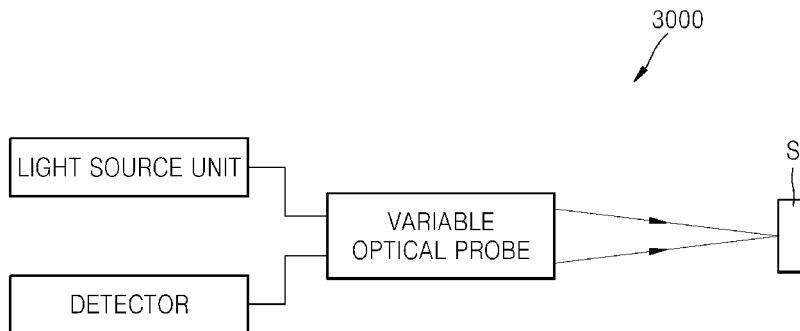 3000
LIGHT SOURCE UNIT
S
VARIABLE
OPTICAL PROBE
DETECTOR